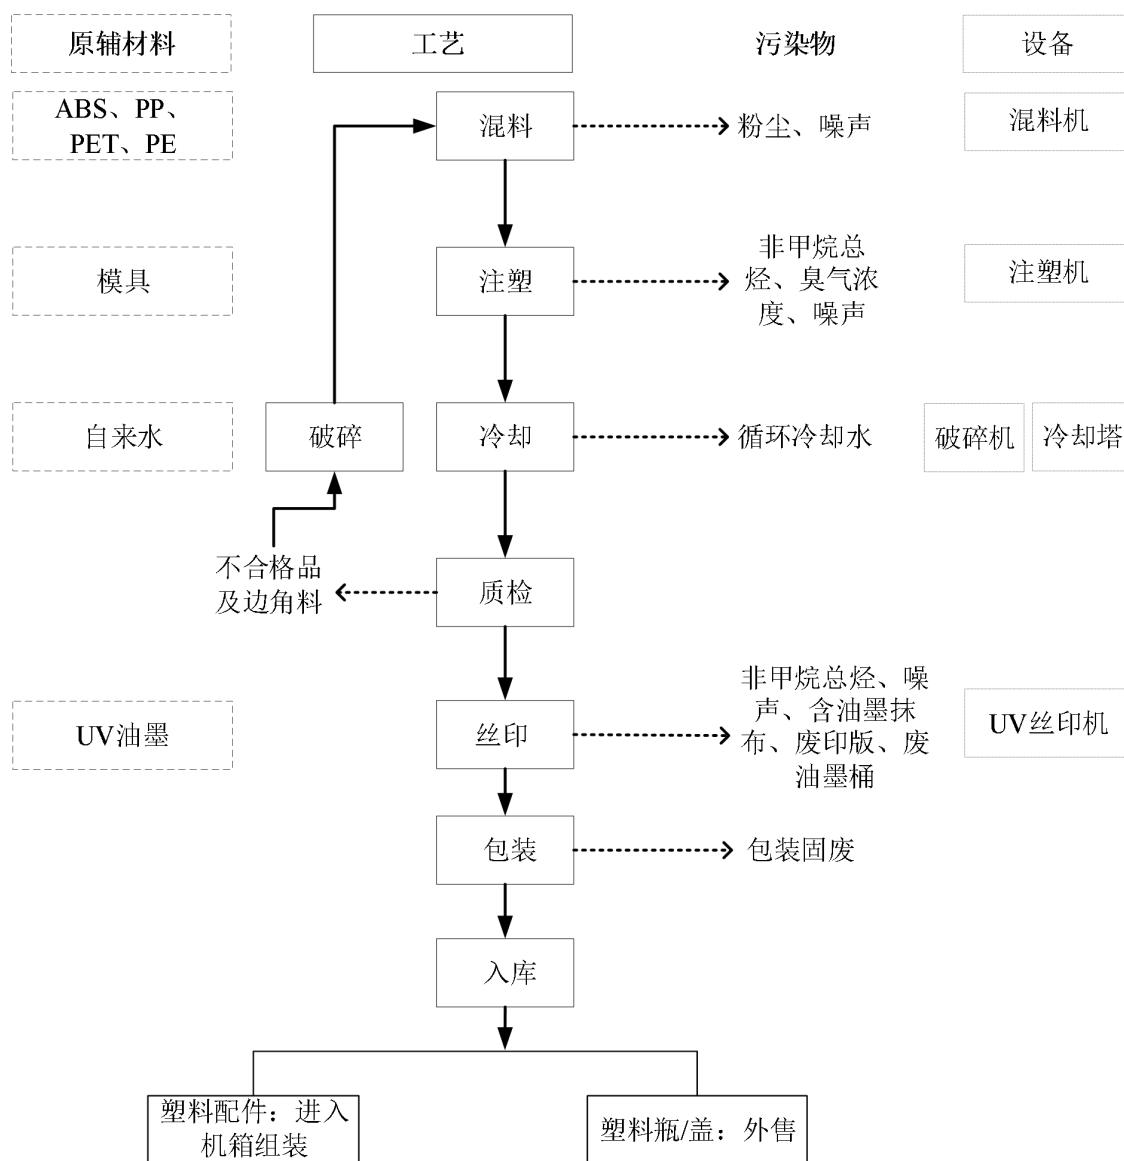 原辅材料
工艺
污染物
设备
ABS、PP、
PET、PE
混料
粉尘、噪声
混料机
模具
注塑
非甲烷总
烃、臭气浓
度、噪声
注塑机
自来水
破碎
冷却
循环冷却水
破碎机
冷却塔
不合格品
及边角料
质检
UV油墨
丝印
非甲烷总烃、噪
声、含油墨抹
布、废印版、废
油墨桶
UV丝印机
包装
包装固废
入库
塑料配件：进入
机箱组装
塑料瓶/盖：外售